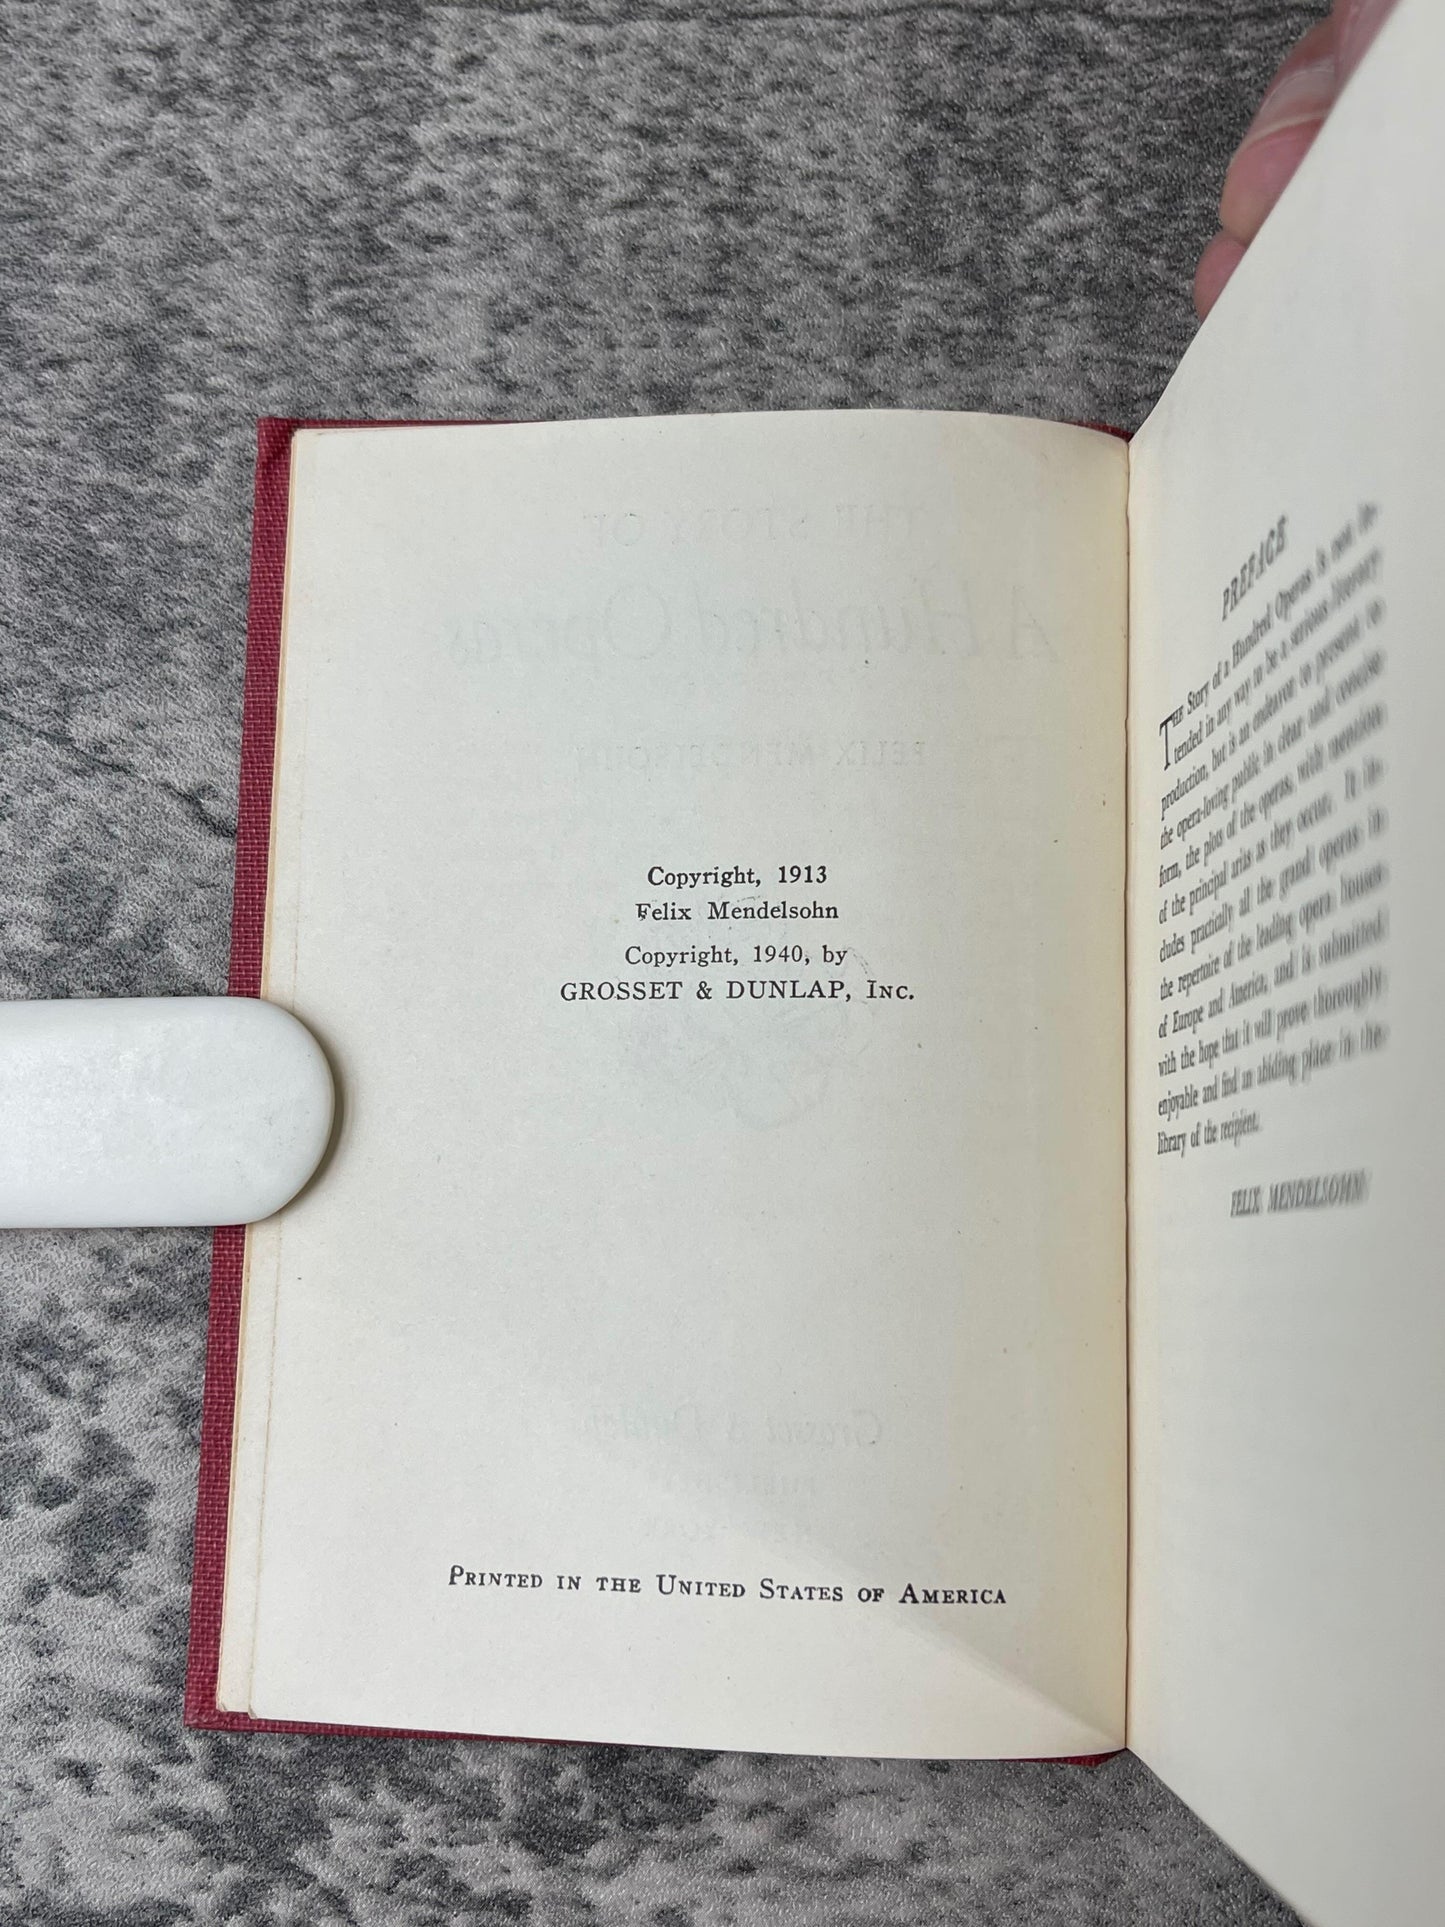 Copyright, 1913
Felix Mendelsohn
Copyright, 1940, by
GROSSET & DUNLAP, Inc.
Printed in the United States of America
PREFACE
The Story of a Hundred Operas is not in-
tended in any way to be a serious literary
production, but is an endeavor to present to
the opera-loving public in clear and concise
form, the plots of the operas, with mention
of the principal arias as they occur. It in-
cludes practically all the grand operas in
the repertoire of the leading opera houses
of Europe and America, and is submitted
with the hope that it will prove thoroughly
enjoyable and find an abiding place in the
library of the recipient.
FELIX MENDELSOHN